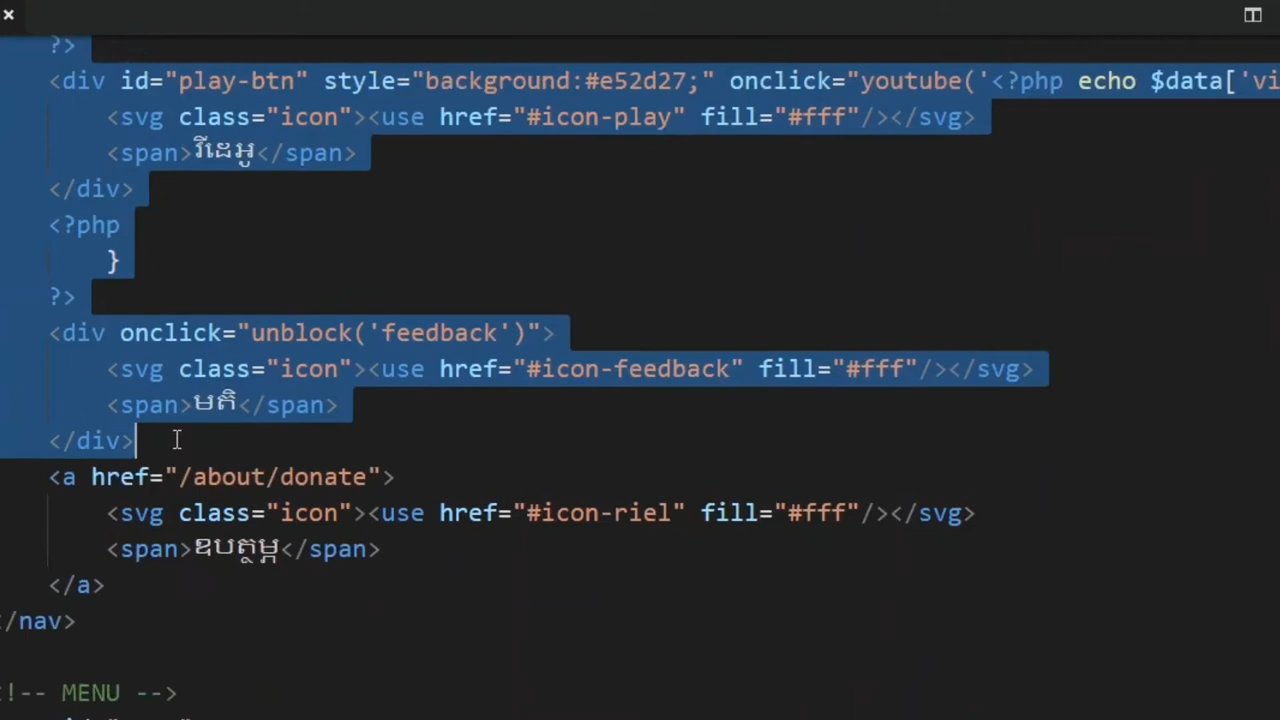 ?>
<div id="play-btn" style="background:#e52d27;" onclick="youtube('<?php echo $data['vi
<svg class="icon"><use href="#icon-play" fill="#fff"/></svg>
<span>វីដេអូ</span>
</div>
<?php
}
?>
<div onclick="unblock('feedback')">
<svg class="icon"><use href="#icon-feedback" fill="#fff"/></svg>
<span>មតិ</span>
</div>
<a href="/about/donate">
<svg class="icon"><use href="#icon-riel" fill="#fff"/></svg>
<span>ឧបត្ថម្ភ</span>
</a>
</nav>
!-- MENU -->